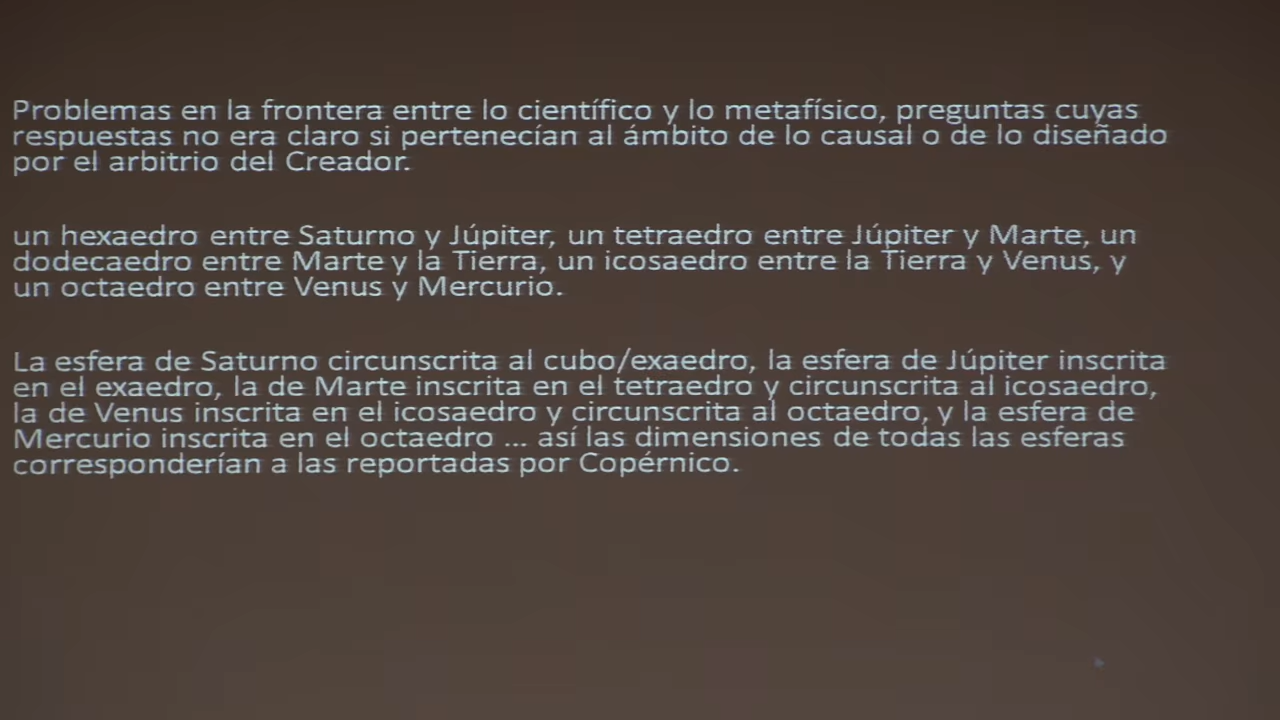 Problemas en la frontera entre lo científico y lo metafísico, preguntas cuyas
respuestas no era claro si pertenecían al ámbito de lo causal o de lo diseñado
por el arbitrio del Creador.
un hexaedro entre Saturno y Júpiter, un tetraedro entre Júpiter y Marte, un
dodecaedro entre Marte y la Tierra, un icosaedro entre la Tierra y Venus, y
un octaedro entre Venus y Mercurio.
La esfera de Saturno circunscrita al cubo/exaedro, la esfera de Júpiter inscrita
en el exaedro, la de Marte inscrita en el tetraedro y circunscrita al icosaedro,
la de Venus inscrita en el icosaedro y circunscrita al octaedro, y la esfera de
Mercurio inscrita en el octaedro ... así las dimensiones de todas las esferas
corresponderían a las reportadas por Copérnico.